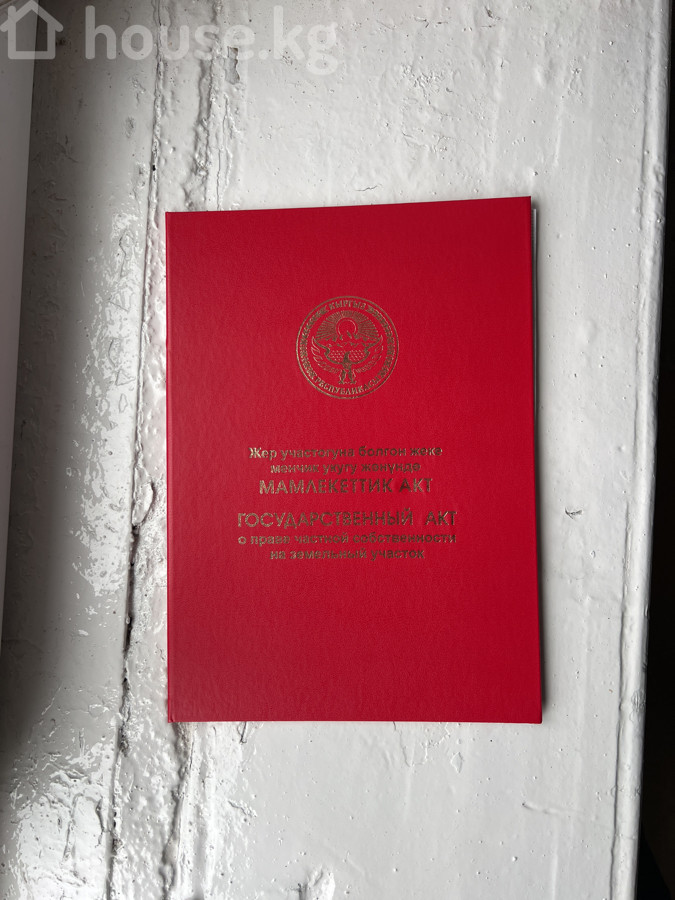 house.kg
Жер участогуна болгон жеке
менчик укугу жөнүндө
МАМЛЕКЕТТИК АКТ
ГОСУДАРСТВЕННЫЙ АКТ
о праве частной собственности
на земельный участок